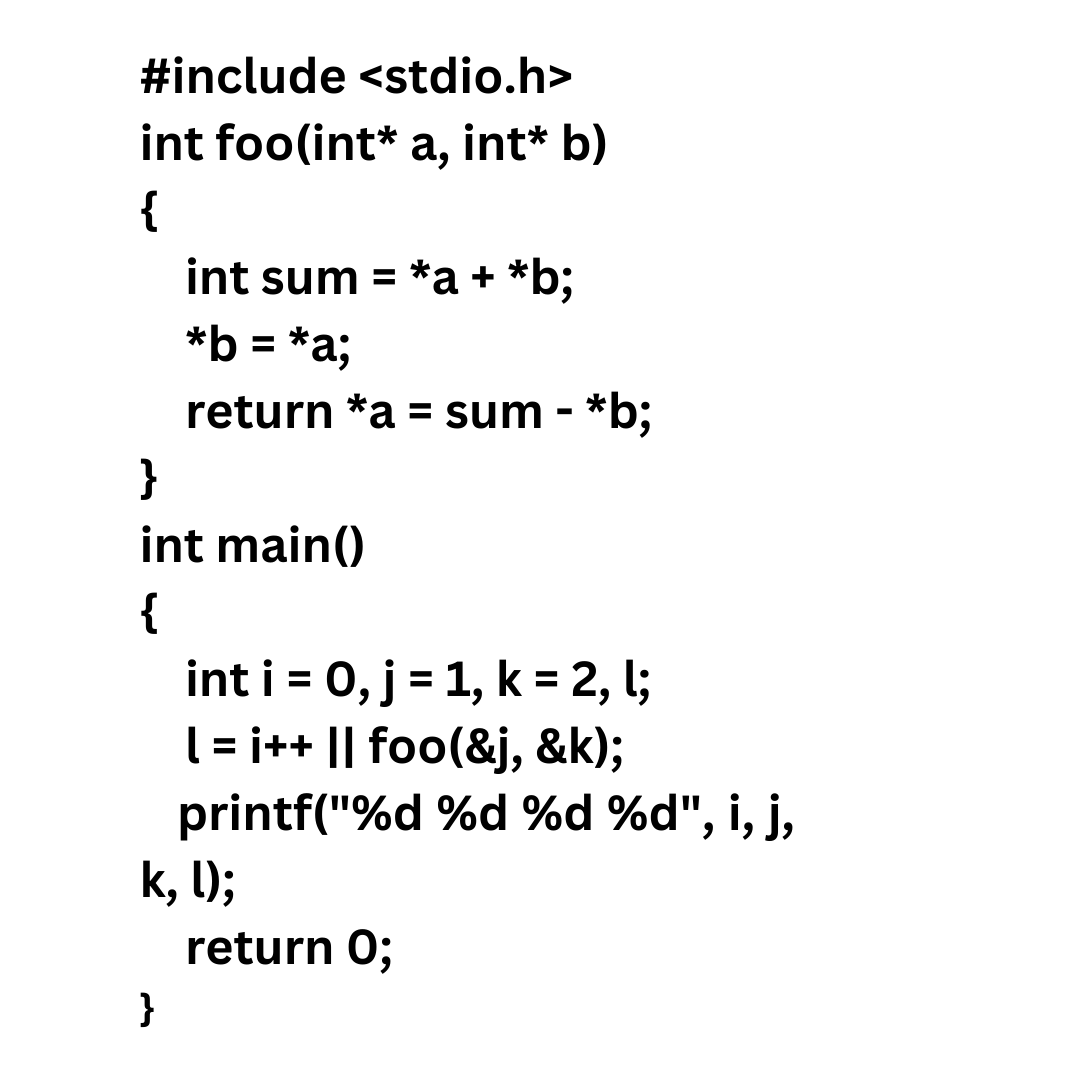 #include <stdio.h>
int foo(int* a, int* b)
{
    int sum = *a + *b;
    *b = *a;
    return *a = sum - *b;
}
int main()
{
    int i = 0, j = 1, k = 2, l;
    l = i++ || foo(&j, &k);
    printf("%d %d %d %d", i, j,
k, l);
    return 0;
}